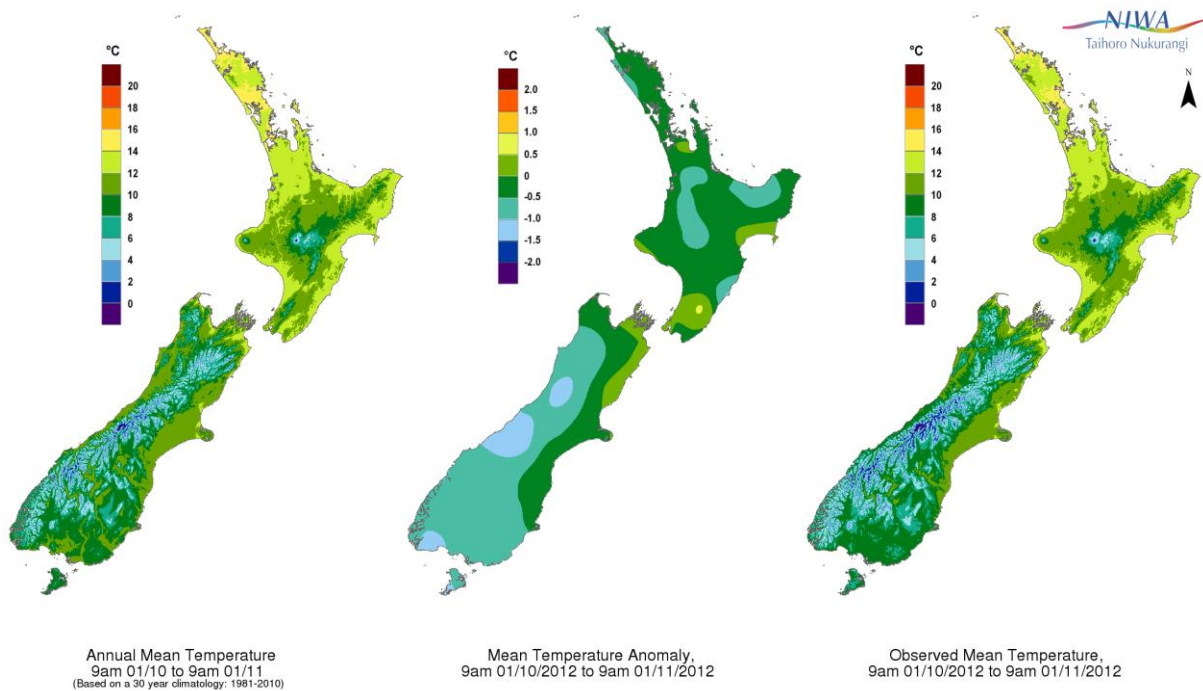 NIWA
Taihoro Nukurangi
N
°C
20
18
16
14
12
10
8
6
4
2
0
°C
2.0
1.5
1.0
0.5
0
-0.5
-1.0
-1.5
-2.0
°C
20
18
16
14
12
10
8
6
4
2
0
Annual Mean Temperature
9am 01/10 to 9am 01/11
(Based on a 30 year climatology: 1981-2010)
Mean Temperature Anomaly,
9am 01/10/2012 to 9am 01/11/2012
Observed Mean Temperature,
9am 01/10/2012 to 9am 01/11/2012